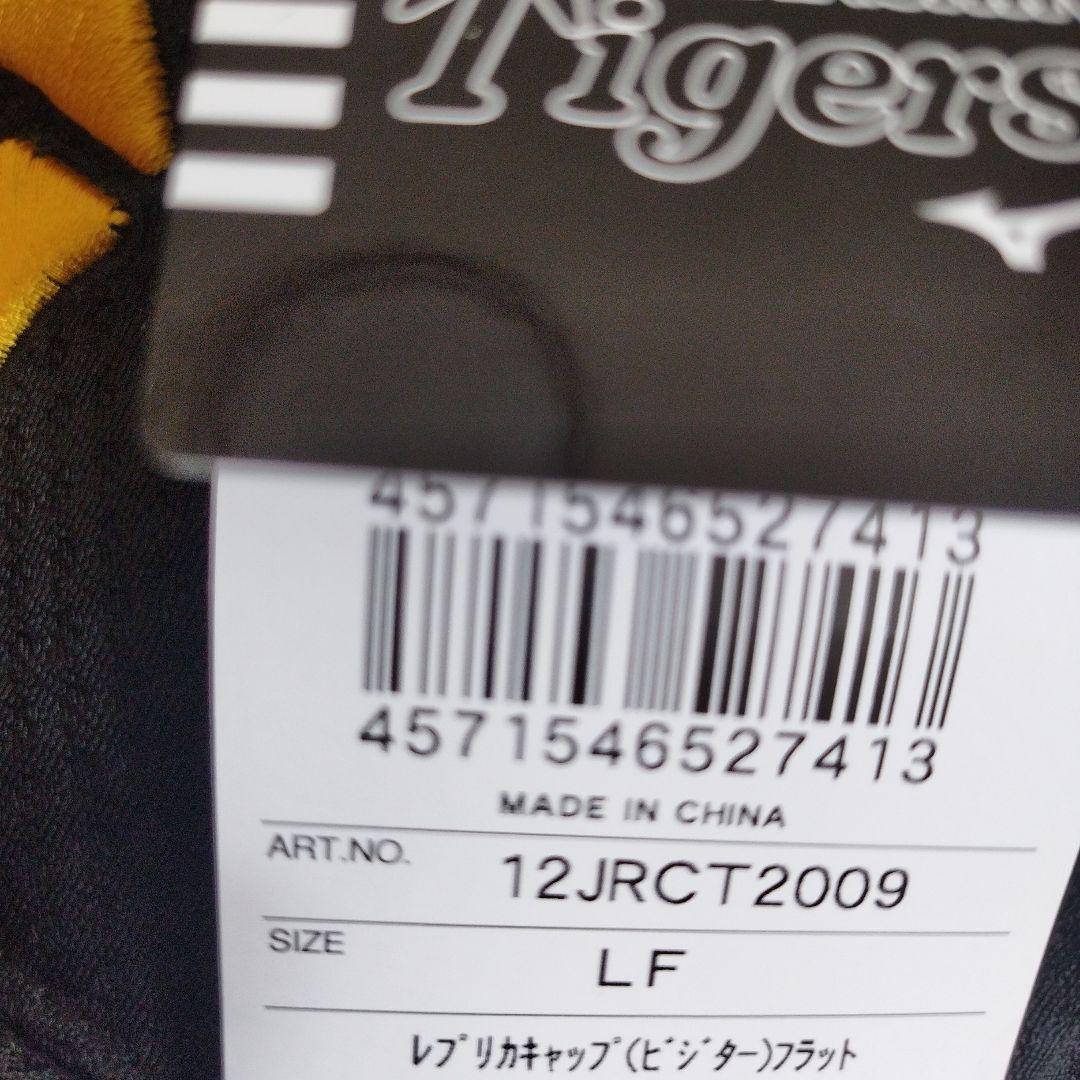 Tigers
4571546527413
4571546527413
MADE IN CHINA
ART.NO. 12JRCT2009
SIZE LF
ﾚﾌﾟﾘｶｷｬｯﾌﾟ(ﾋﾞｼﾞﾀｰ)ﾌﾗｯﾄ